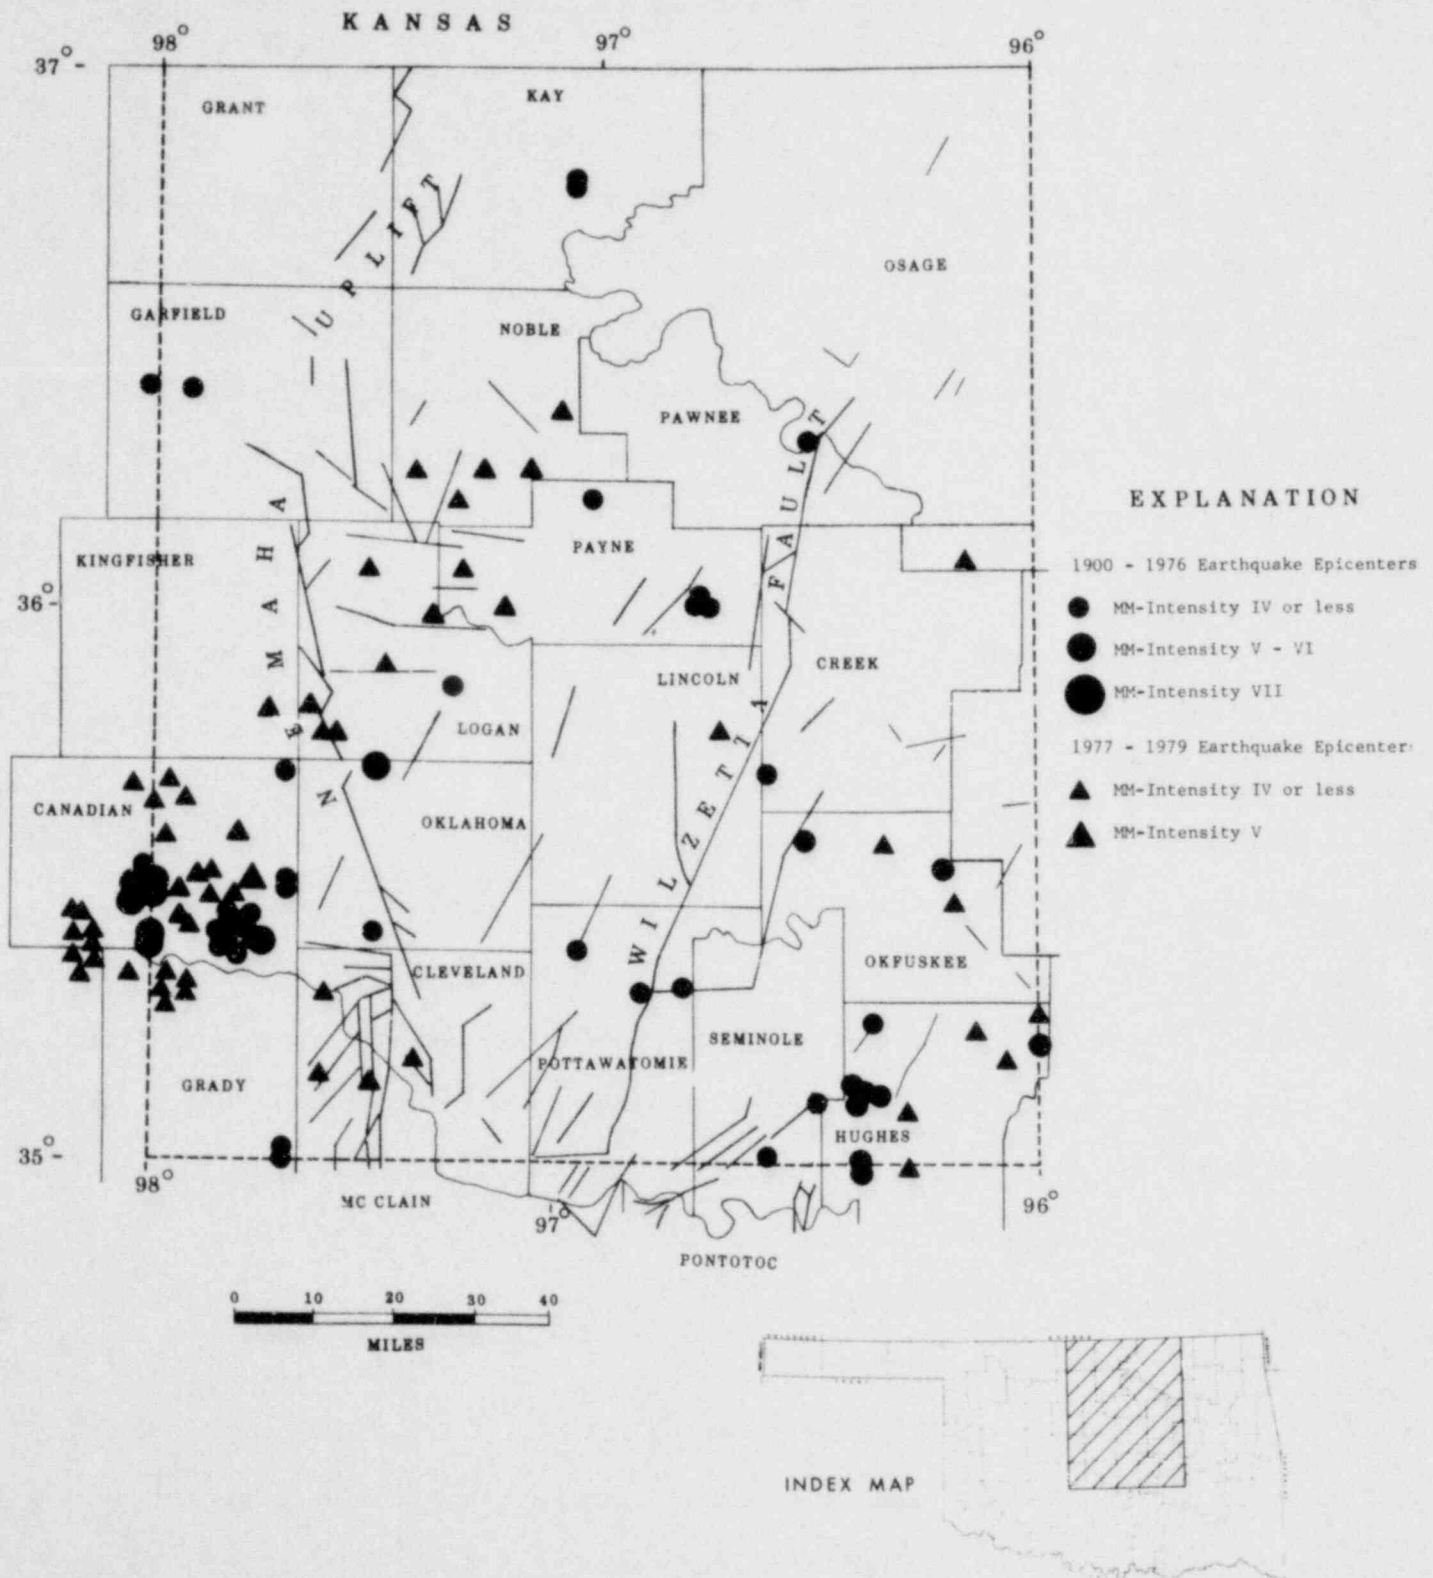 KANSAS
98° 97° 96°
37°
GRANT
KAY
OSAGE
NEMAHA UPLIFT
GARFIELD
NOBLE
PAWNEE
WILZETTA FAULT
KINGFISHER
PAYNE
36°
LINCOLN
CREEK
LOGAN
CANADIAN
OKLAHOMA
CLEVELAND
OKFUSKEE
SEMINOLE
POTTAWATOMIE
GRADY
HUGHES
35°
98°
MC CLAIN
97°
96°
PONTOTOC
EXPLANATION
1900 - 1976 Earthquake Epicenters
MM-Intensity IV or less
MM-Intensity V - VI
MM-Intensity VII
1977 - 1979 Earthquake Epicenters
MM-Intensity IV or less
MM-Intensity V
0 10 20 30 40
MILES
INDEX MAP